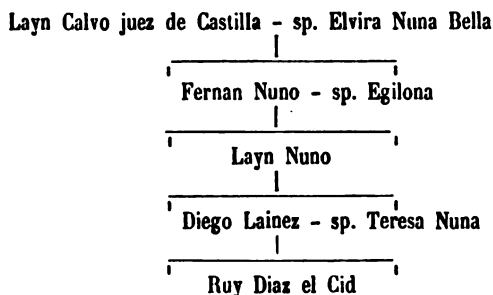 Layn Calvo juez de Castilla - sp. Elvira Nuna Bella
Fernan Nuno - sp. Egilona
Layn Nuno
Diego Lainez - sp. Teresa Nuna
Ruy Diaz el Cid